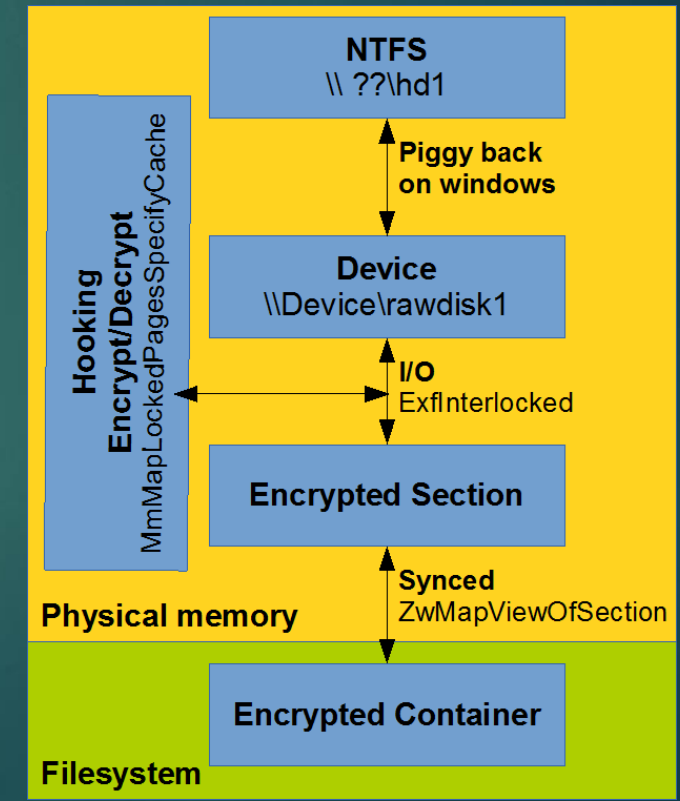 NTFS
\\ ??\hd1
Piggy back
on windows
Hooking
Encrypt/Decrypt
MmMapLockedPagesSpecifyCache
Device
\\Device\rawdisk1
I/O
ExfInterlocked
Encrypted Section
Synced
ZwMapViewOfSection
Physical memory
Encrypted Container
Filesystem